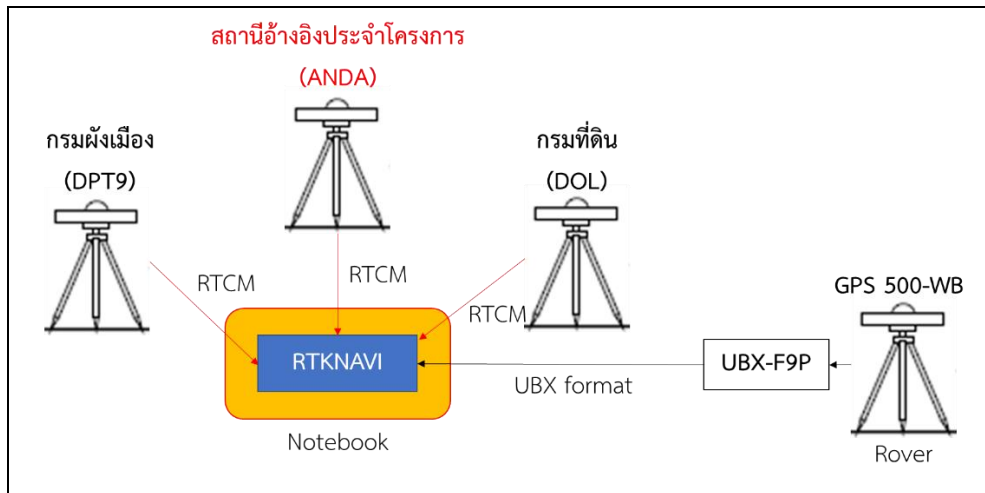 สถานีอ้างอิงประจำโครงการ
(ANDA)
กรมผังเมือง
(DPT9)
กรมที่ดิน
(DOL)
GPS 500-WB
RTCM
RTCM
RTCM
RTKNAVI
UBX-F9P
UBX format
Notebook
Rover